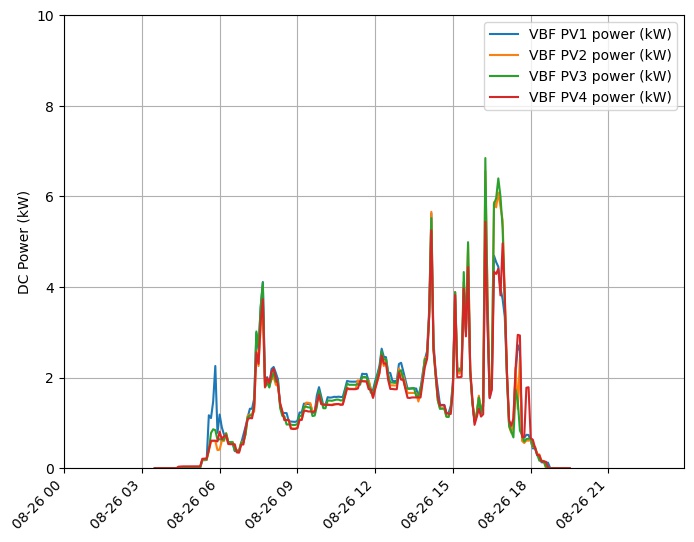 VBF PV1 power (kW)
VBF PV2 power (kW)
VBF PV3 power (kW)
VBF PV4 power (kW)
DC Power (kW)
10
8
6
4
2
0
08-26 00
08-26 03
08-26 06
08-26 09
08-26 12
08-26 15
08-26 18
08-26 21